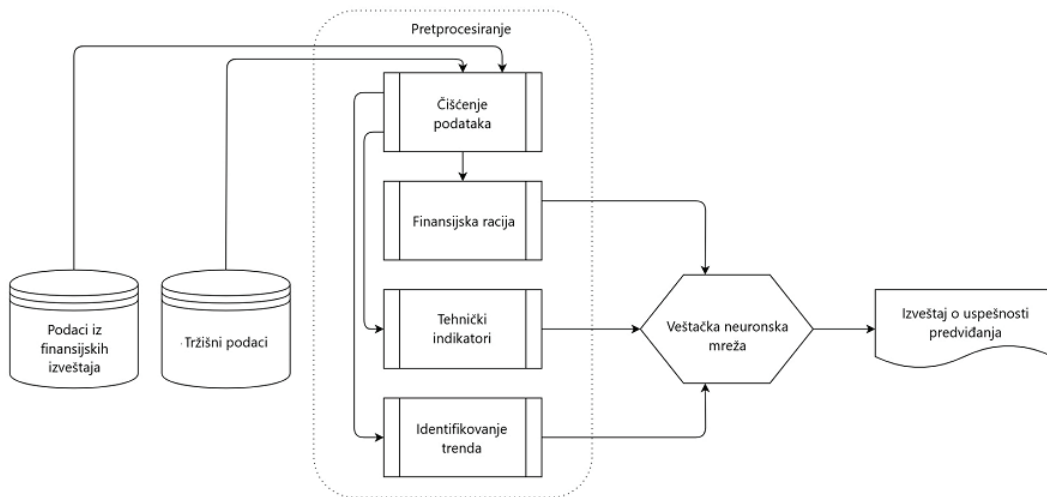 Pretprocesiranje
Čišćenje
podataka
Finansijska racija
Podaci iz
finansijskih
izveštaja
Tržišni podaci
Tehnički
indikatori
Veštačka neuronska
mreža
Izveštaj o uspešnosti
predviđanja
Identifikovanje
trenda